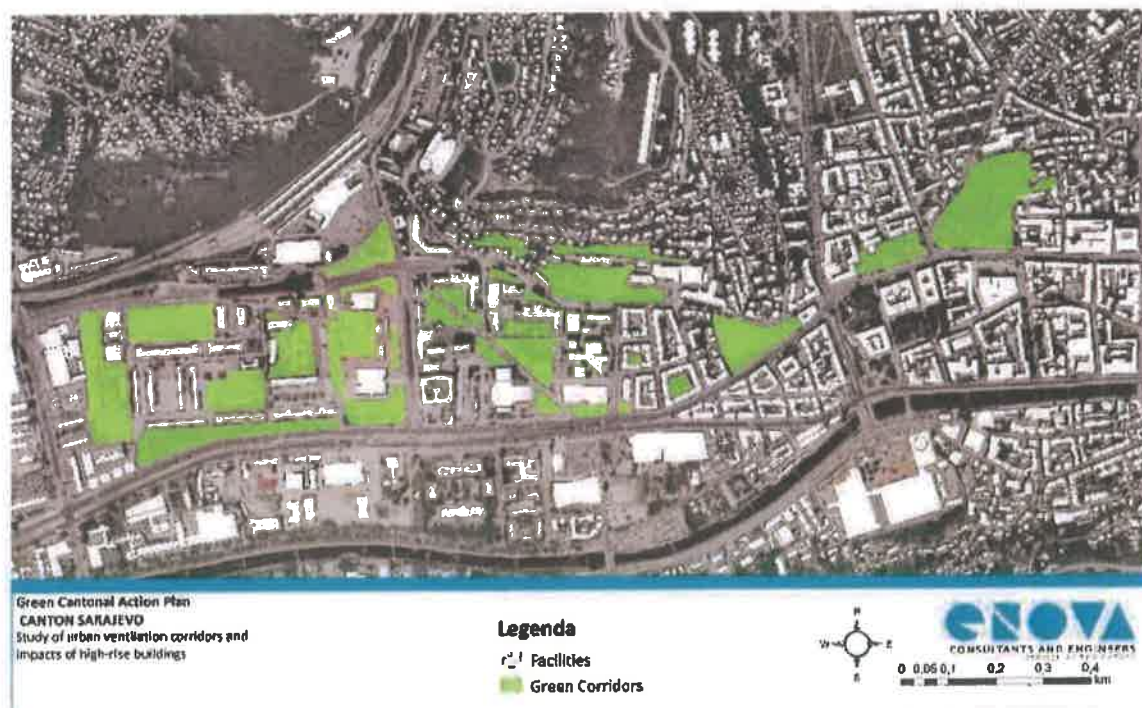 Green Cantonal Action Plan
CANTON SARAJEVO
Study of urban ventilation corridors and
impacts of high-rise buildings
Legenda
Facilities
Green Corridors
W
E
S
ENOVA
CONSULTANTS AND ENGINEERS
0 0,05 0,1 0,2 0,3 0,4
km